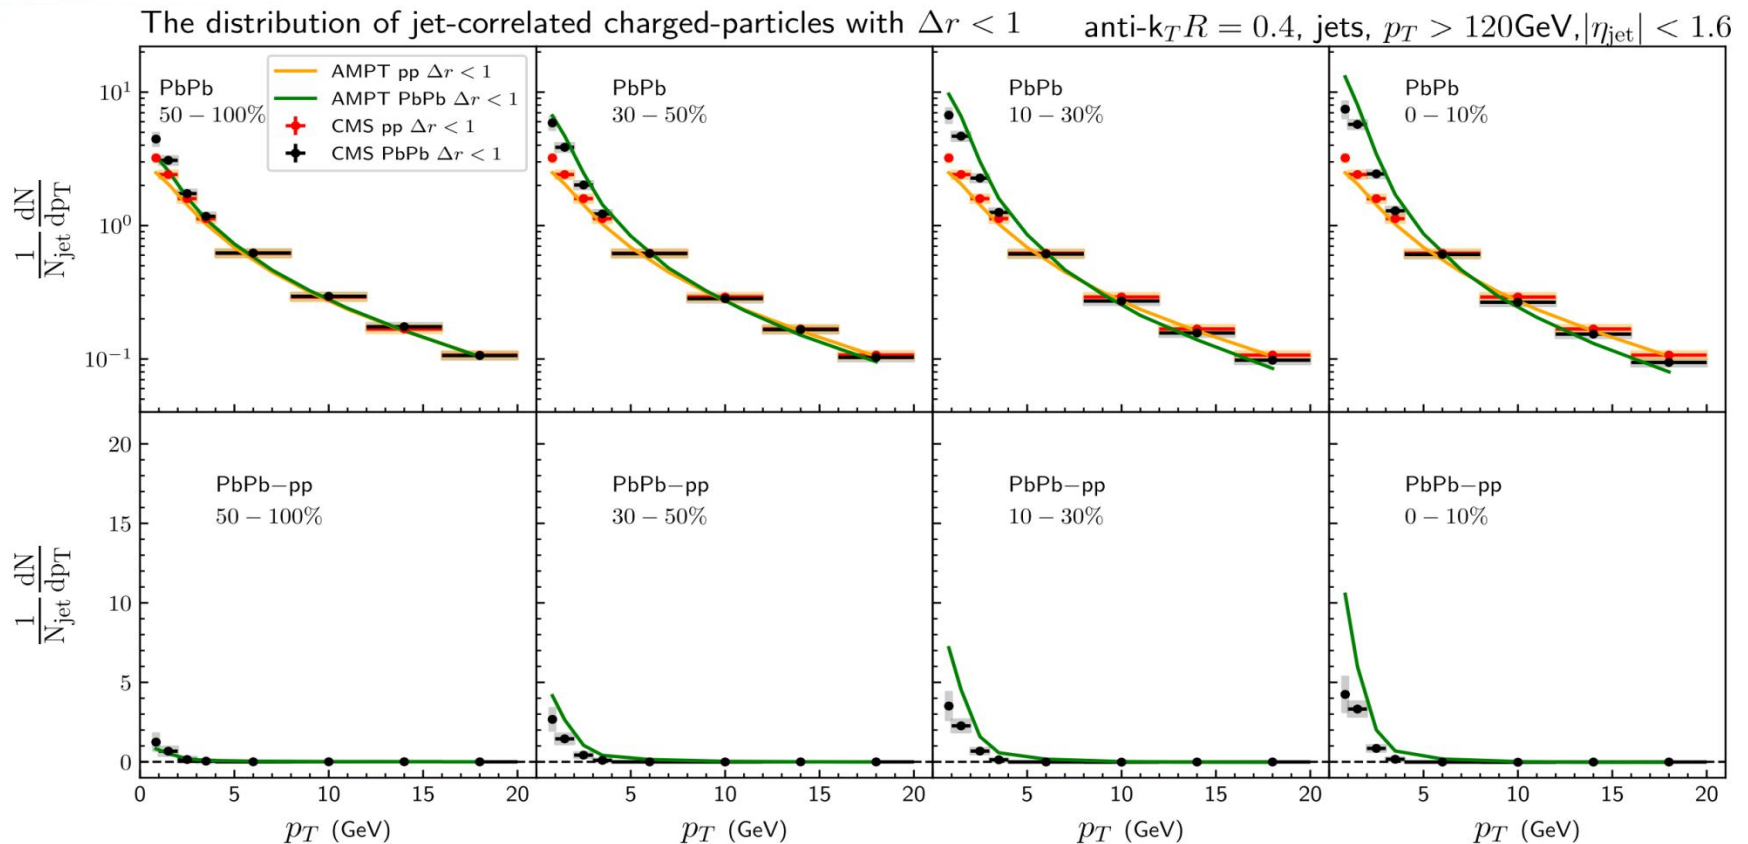 The distribution of jet-correlated charged-particles with Δr < 1 anti-k_T R = 0.4, jets, p_T > 120GeV, |η_jet| < 1.6
AMPT pp Δr < 1
AMPT PbPb Δr < 1
CMS pp Δr < 1
CMS PbPb Δr < 1
PbPb
50 − 100%
PbPb
30 − 50%
PbPb
10 − 30%
PbPb
0 − 10%
10^1
10^0
10^−1
1/N_jet dN/dp_T
PbPb−pp
50 − 100%
PbPb−pp
30 − 50%
PbPb−pp
10 − 30%
PbPb−pp
0 − 10%
20
15
10
5
0
1/N_jet dN/dp_T
0 5 10 15 20 5 10 15 20 5 10 15 20 5 10 15 20
p_T (GeV) p_T (GeV) p_T (GeV) p_T (GeV)